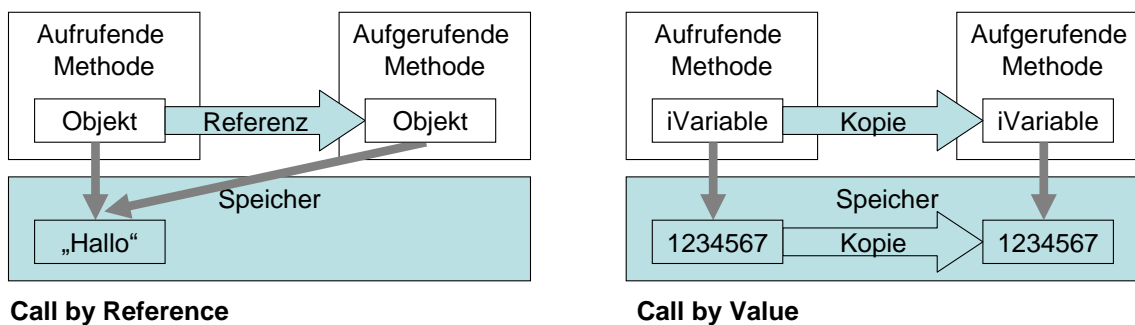 Aufrufende
Methode
Objekt
Referenz
Aufgerufende
Methode
Objekt
Speicher
„Hallo“
Call by Reference
Aufrufende
Methode
iVariable
Kopie
Aufgerufende
Methode
iVariable
Speicher
1234567
Kopie
1234567
Call by Value